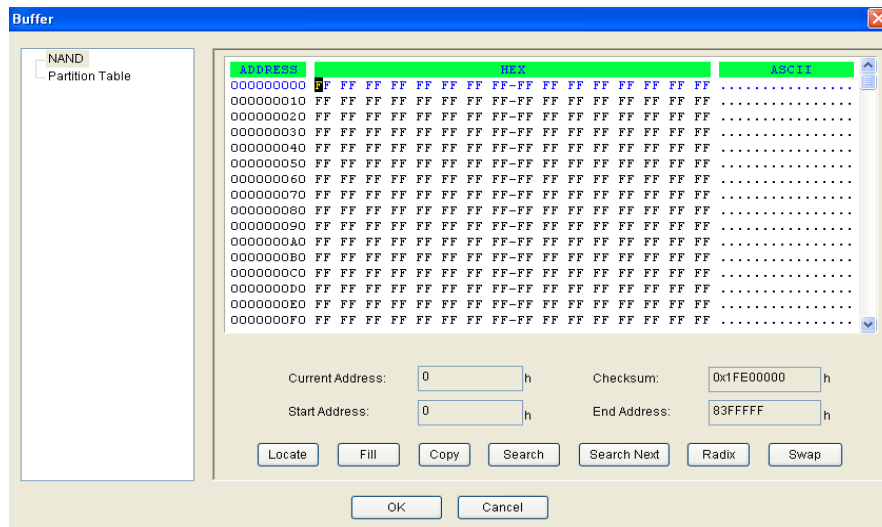 Buffer
NAND
Partition Table
ADDRESS HEX ASCII
000000000 FF FF FF FF FF FF FF FF-FF FF FF FF FF FF FF FF ................
000000010 FF FF FF FF FF FF FF FF-FF FF FF FF FF FF FF FF ................
000000020 FF FF FF FF FF FF FF FF-FF FF FF FF FF FF FF FF ................
000000030 FF FF FF FF FF FF FF FF-FF FF FF FF FF FF FF FF ................
000000040 FF FF FF FF FF FF FF FF-FF FF FF FF FF FF FF FF ................
000000050 FF FF FF FF FF FF FF FF-FF FF FF FF FF FF FF FF ................
000000060 FF FF FF FF FF FF FF FF-FF FF FF FF FF FF FF FF ................
000000070 FF FF FF FF FF FF FF FF-FF FF FF FF FF FF FF FF ................
000000080 FF FF FF FF FF FF FF FF-FF FF FF FF FF FF FF FF ................
000000090 FF FF FF FF FF FF FF FF-FF FF FF FF FF FF FF FF ................
0000000A0 FF FF FF FF FF FF FF FF-FF FF FF FF FF FF FF FF ................
0000000B0 FF FF FF FF FF FF FF FF-FF FF FF FF FF FF FF FF ................
0000000C0 FF FF FF FF FF FF FF FF-FF FF FF FF FF FF FF FF ................
0000000D0 FF FF FF FF FF FF FF FF-FF FF FF FF FF FF FF FF ................
0000000E0 FF FF FF FF FF FF FF FF-FF FF FF FF FF FF FF FF ................
0000000F0 FF FF FF FF FF FF FF FF-FF FF FF FF FF FF FF FF ................
Current Address: 0 h Checksum: 0x1FE00000 h
Start Address: 0 h End Address: 83FFFFF h
Locate Fill Copy Search Search Next Radix Swap
OK Cancel